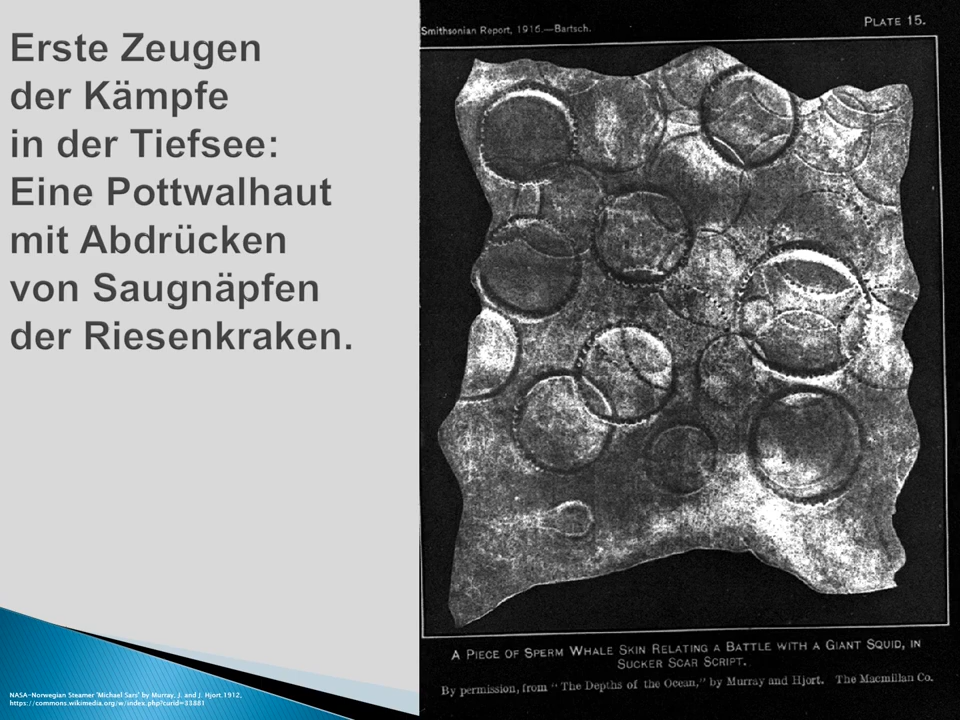 Erste Zeugen
der Kämpfe
in der Tiefsee:
Eine Pottwalhaut
mit Abdrücken
von Saugnäpfen
der Riesenkraken.
Smithsonian Report, 1916.—Bartsch.
PLATE 15.
A PIECE OF SPERM WHALE SKIN RELATING A BATTLE WITH A GIANT SQUID, IN
SUCKER SCAR SCRIPT.
By permission, from "The Depths of the Ocean," by Murray and Hjort. The Macmillan Co.
NASA-Norwegian Steamer 'Michael Sars' by Murray, J. and J. Hjort.1912,
https://commons.wikimedia.org/w/index.php?curid=33881